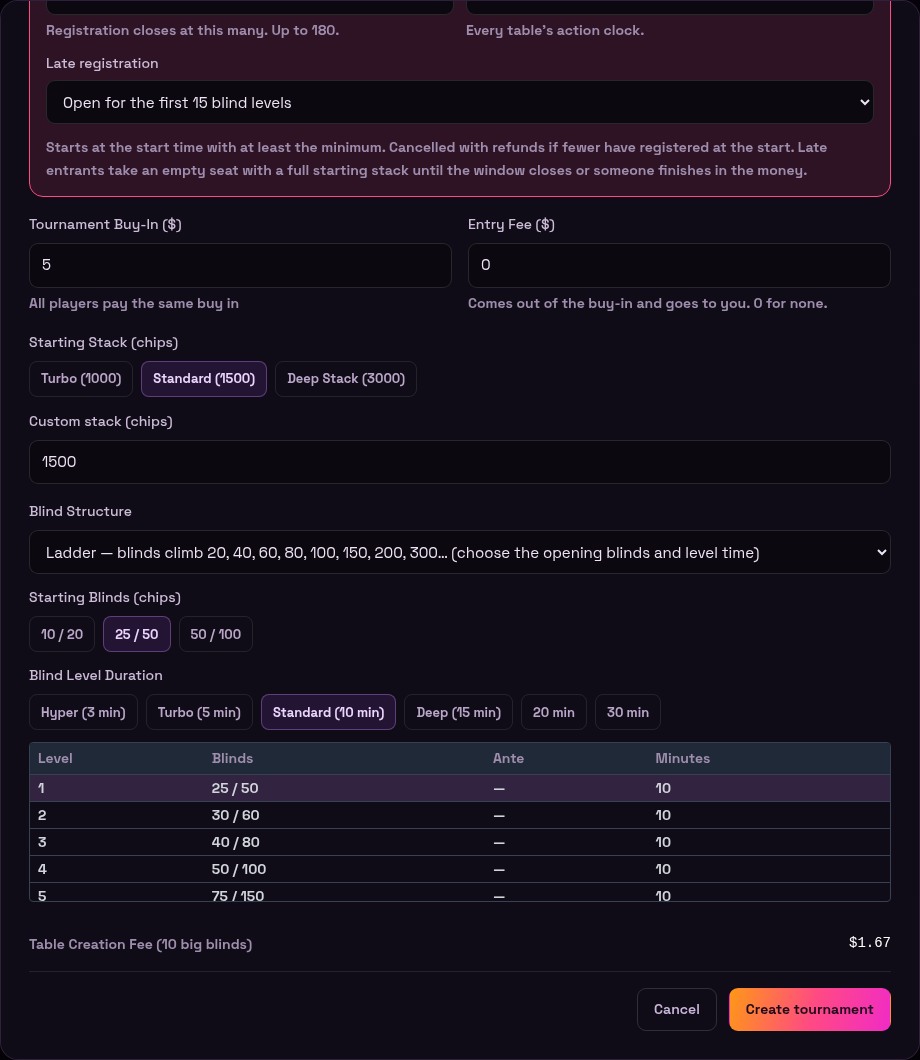 Registration closes at this many. Up to 180.
Every table's action clock.
Late registration
Open for the first 15 blind levels
Starts at the start time with at least the minimum. Cancelled with refunds if fewer have registered at the start. Late
entrants take an empty seat with a full starting stack until the window closes or someone finishes in the money.
Tournament Buy-In ($)
Entry Fee ($)
5
0
All players pay the same buy in
Comes out of the buy-in and goes to you. 0 for none.
Starting Stack (chips)
Turbo (1000) Standard (1500) Deep Stack (3000)
Custom stack (chips)
1500
Blind Structure
Ladder — blinds climb 20, 40, 60, 80, 100, 150, 200, 300... (choose the opening blinds and level time)
Starting Blinds (chips)
10 / 20 25 / 50 50 / 100
Blind Level Duration
Hyper (3 min) Turbo (5 min) Standard (10 min) Deep (15 min) 20 min 30 min
Level Blinds Ante Minutes
1 25 / 50 — 10
2 30 / 60 — 10
3 40 / 80 — 10
4 50 / 100 — 10
5 75 / 150 — 10
Table Creation Fee (10 big blinds) $1.67
Cancel Create tournament